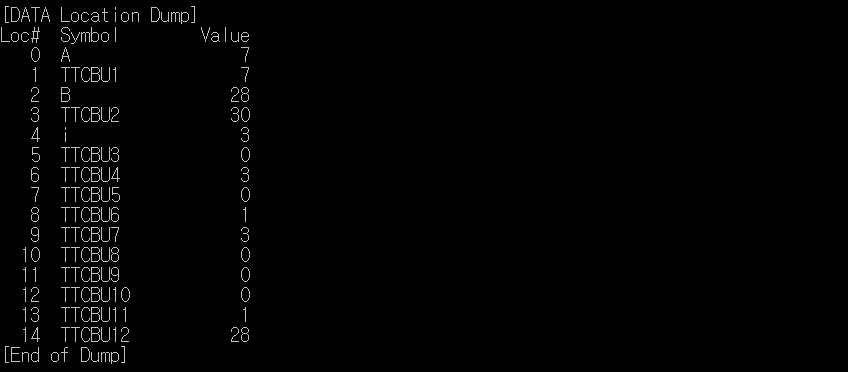 [DATA Location Dump]
Loc#  Symbol          Value
   0  A                   7
   1  TTCBU1              7
   2  B                  28
   3  TTCBU2             30
   4  i                   3
   5  TTCBU3              0
   6  TTCBU4              3
   7  TTCBU5              0
   8  TTCBU6              1
   9  TTCBU7              3
  10  TTCBU8              0
  11  TTCBU9              0
  12  TTCBU10             0
  13  TTCBU11             1
  14  TTCBU12            28
[End of Dump]